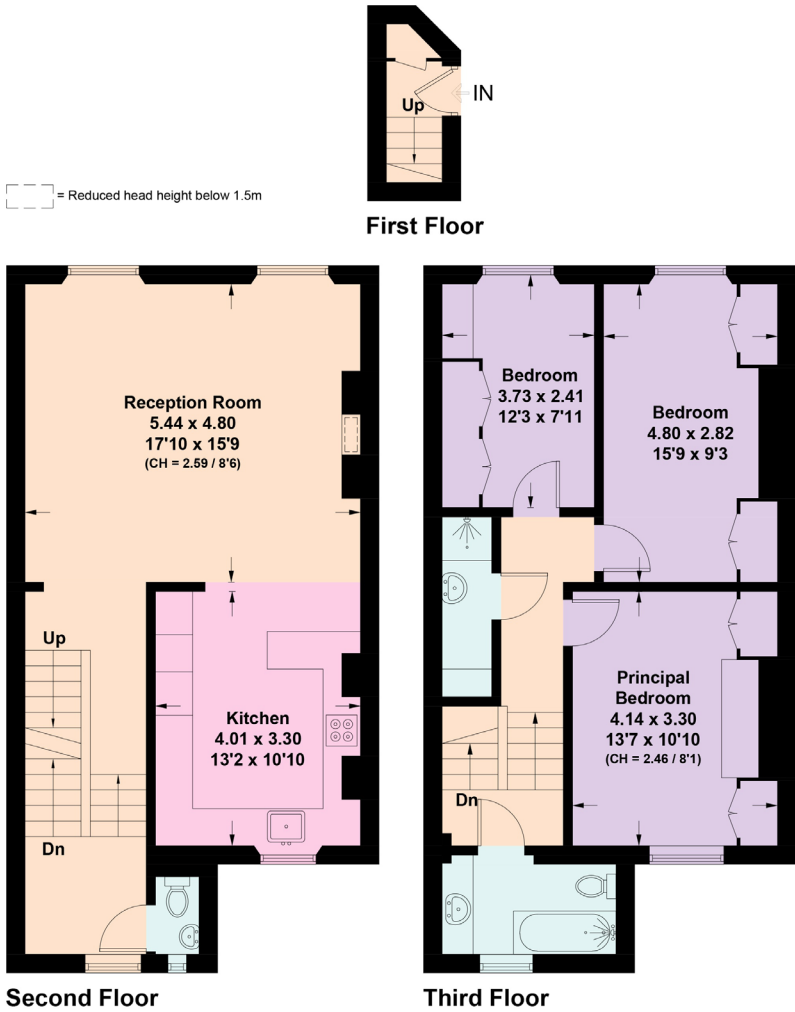 IN
Up
= Reduced head height below 1.5m
First Floor
Reception Room
5.44 x 4.80
17'10 x 15'9
(CH = 2.59 / 8'6)
Up
Dn
Kitchen
4.01 x 3.30
13'2 x 10'10
Second Floor
Bedroom
3.73 x 2.41
12'3 x 7'11
Bedroom
4.80 x 2.82
15'9 x 9'3
Principal
Bedroom
4.14 x 3.30
13'7 x 10'10
(CH = 2.46 / 8'1)
Dn
Third Floor